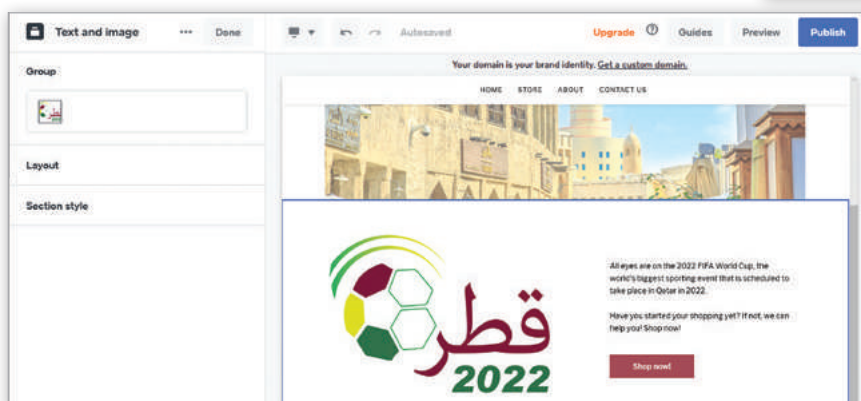 Text and image
Done
Autosaved
Upgrade
Guides
Preview
Publish
Group
Layout
Section style
Your domain is your brand identity. Get a custom domain.
HOME STORE ABOUT CONTACT US
قطر
2022
All eyes are on the 2022 FIFA World Cup, the
world's biggest sporting event that is scheduled to
take place in Qatar in 2022.
Have you started your shopping yet? If not, we can
help you! Shop now!
Shop now!